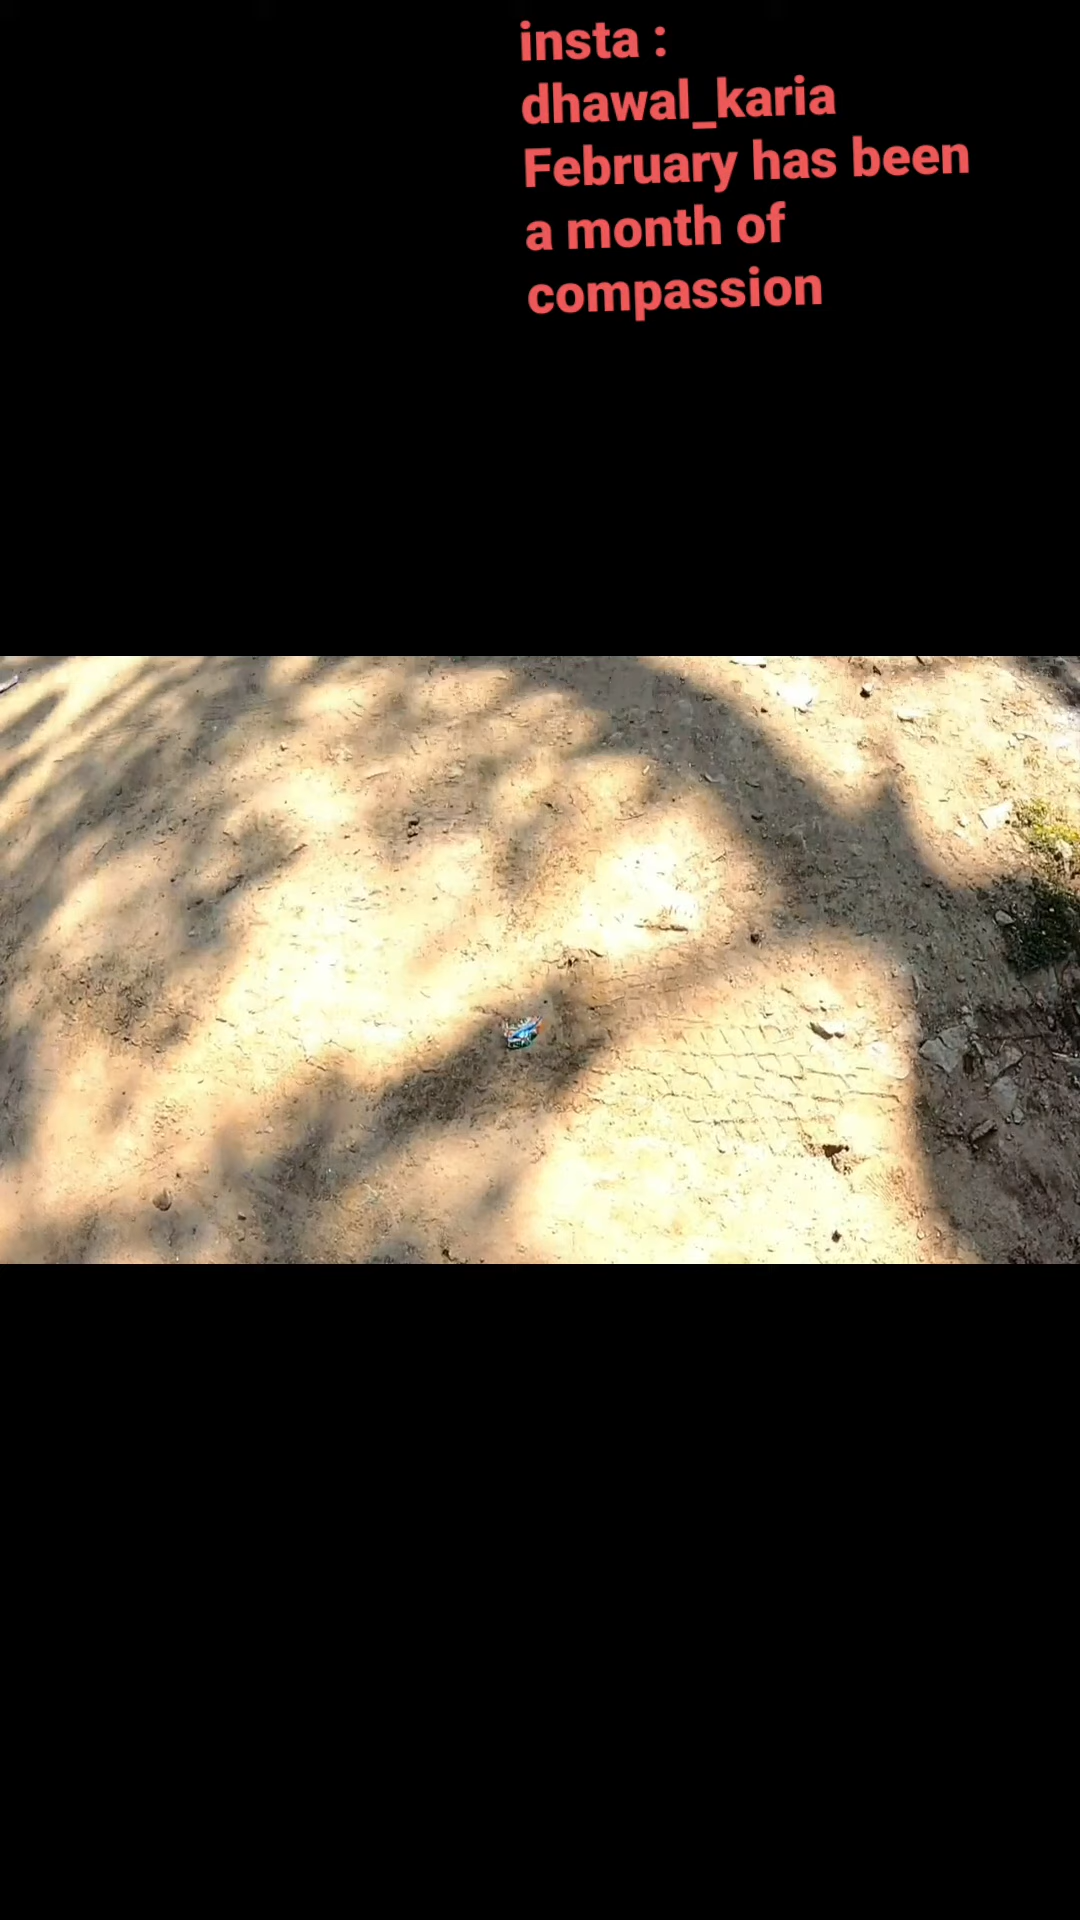 insta :
dhawal_karia
February has been
a month of
compassion